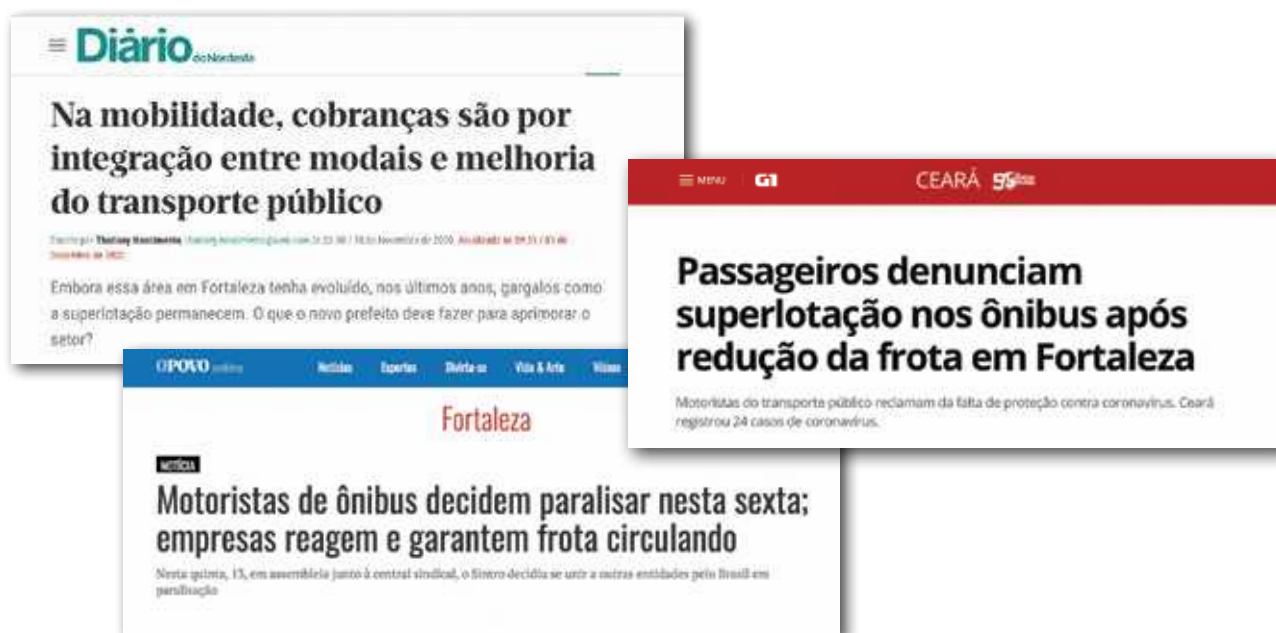 Diário do Nordeste
Na mobilidade, cobranças são por
integração entre modais e melhoria
do transporte público
Embora essa área em Fortaleza tenha evoluído, nos últimos anos, gargalos como
a superlotação permanecem. O que o novo prefeito deve fazer para aprimorar o
setor?
MENU G1 CEARÁ
Passageiros denunciam
superlotação nos ônibus após
redução da frota em Fortaleza
Motoristas do transporte público reclamam da falta de proteção contra coronavírus. Ceará
registrou 24 casos de coronavírus.
O POVO Notícias Esportes Divirta-se Vida & Arte Vídeos
Fortaleza
NOTÍCIA
Motoristas de ônibus decidem paralisar nesta sexta;
empresas reagem e garantem frota circulando
Nesta quinta, 13, em assembleia junto à central sindical, o Sintro decidiu se unir a outras entidades pelo Brasil em
paralisação